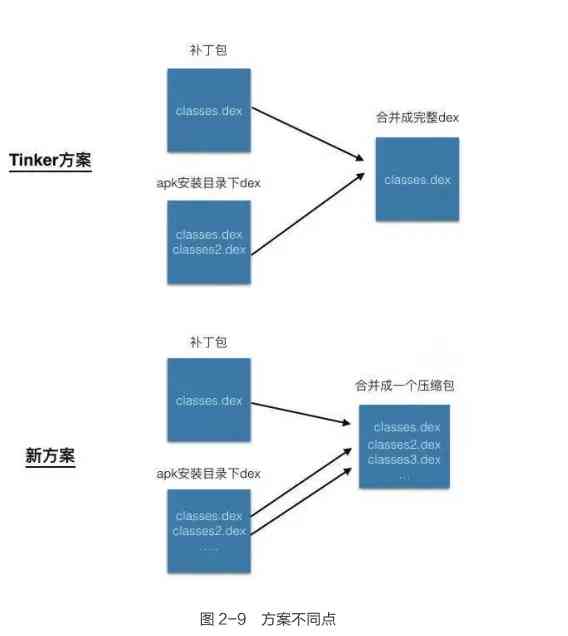 补丁包
classes.dex
合并成完整dex
Tinker方案
classes.dex
apk安装目录下dex
classes.dex
classes2.dex
补丁包
classes.dex
合并成一个压缩包
classes.dex
classes2.dex
classes3.dex
...
新方案
apk安装目录下dex
classes.dex
classes2.dex
......
图 2-9 方案不同点